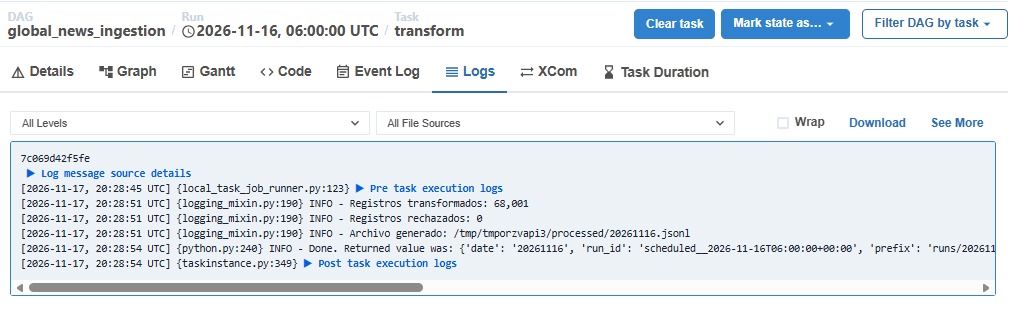 DAG Run Task
global_news_ingestion / 2026-11-16, 06:00:00 UTC / transform
Clear task Mark state as... Filter DAG by task
Details Graph Gantt Code Event Log Logs XCom Task Duration
All Levels All File Sources Wrap Download See More
7c069d42f5fe
▶ Log message source details
[2026-11-17, 20:28:45 UTC] {local_task_job_runner.py:123} ▶ Pre task execution logs
[2026-11-17, 20:28:51 UTC] {logging_mixin.py:190} INFO - Registros transformados: 68,001
[2026-11-17, 20:28:51 UTC] {logging_mixin.py:190} INFO - Registros rechazados: 0
[2026-11-17, 20:28:51 UTC] {logging_mixin.py:190} INFO - Archivo generado: /tmp/tmporzvapi3/processed/20261116.jsonl
[2026-11-17, 20:28:54 UTC] {python.py:240} INFO - Done. Returned value was: {'date': '20261116', 'run_id': 'scheduled__2026-11-16T06:00:00+00:00', 'prefix': 'runs/202611
[2026-11-17, 20:28:54 UTC] {taskinstance.py:349} ▶ Post task execution logs